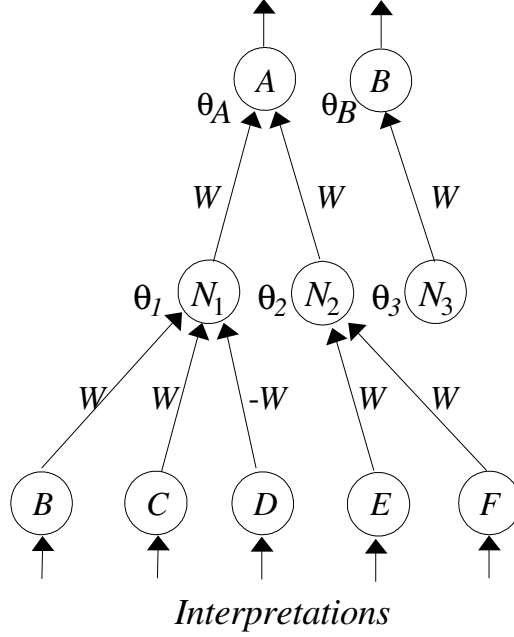 A B
θA θB
W W W
θ1 N1 θ2 N2 θ3 N3
W W -W W W
B C D E F
Interpretations